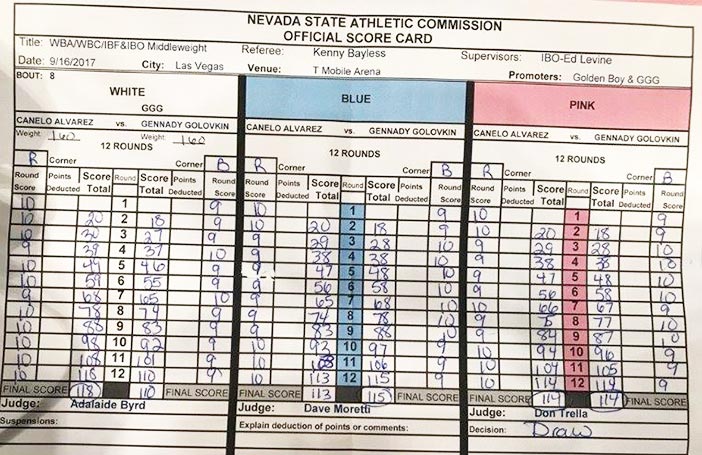 NEVADA STATE ATHLETIC COMMISSION
OFFICIAL SCORE CARD
Title: WBA/WBC/IBF&IBO Middleweight Referee: Kenny Bayless Supervisors: IBO-Ed Levine
Date: 9/16/2017 City: Las Vegas Venue: T Mobile Arena Promoters: Golden Boy & GGG
BOUT: 8
WHITE BLUE PINK
GGG
CANELO ALVAREZ vs. GENNADY GOLOVKIN CANELO ALVAREZ vs. GENNADY GOLOVKIN CANELO ALVAREZ vs. GENNADY GOLOVKIN
Weight: 160 Weight: 160
12 ROUNDS 12 ROUNDS 12 ROUNDS
R Corner Corner B R Corner Corner B R Corner Corner B
Round Score Points Deducted Score Total Round Score Total Points Deducted Round Score Round Score Points Deducted Score Total Round Score Total Points Deducted Round Score Round Score Points Deducted Score Total Round Score Total Points Deducted Round Score
10 1 9 10 1 9 10 1 9
10 20 2 18 9 10 20 2 18 9 10 20 2 18 9
10 30 3 27 9 9 29 3 28 10 9 29 3 28 10
9 39 4 37 10 9 38 4 38 10 9 38 4 38 10
10 49 5 46 9 9 47 5 48 10 9 47 5 48 10
10 59 6 55 9 9 56 6 58 10 9 56 6 58 10
9 68 7 65 10 9 65 7 68 10 10 66 7 67 9
10 78 8 74 9 9 74 8 78 10 8 77 10
10 88 9 83 9 9 83 9 88 10 9 84 9 87 10
10 98 10 92 9 10 92 10 97 9 10 94 10 96 9
10 108 11 101 9 10 11 106 9 10 11 105 9
10 118 12 110 9 10 113 12 115 9 10 114 12 114 9
FINAL SCORE 118 110 FINAL SCORE FINAL SCORE 113 115 FINAL SCORE FINAL SCORE 114 114 FINAL SCORE
Judge: Adalaide Byrd Judge: Dave Moretti Judge: Don Trella
Suspensions: Explain deduction of points or comments: Decision: Draw